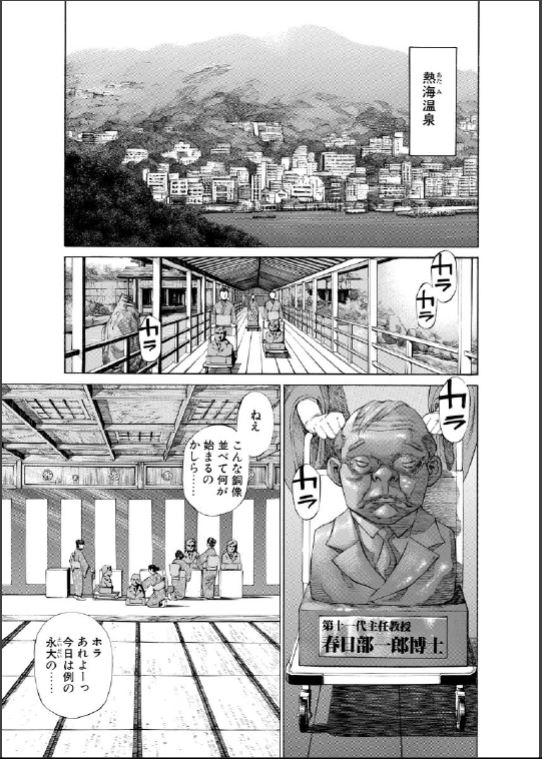 熱海温泉
カラ
カラ
カラ
カラ
カラ
第十一代主任教授
春日部一郎博士
ねえ
こんな銅像
並べて何が
始まるの
かしら……
ホラ
あれよーっ
今日は例の
永大の……